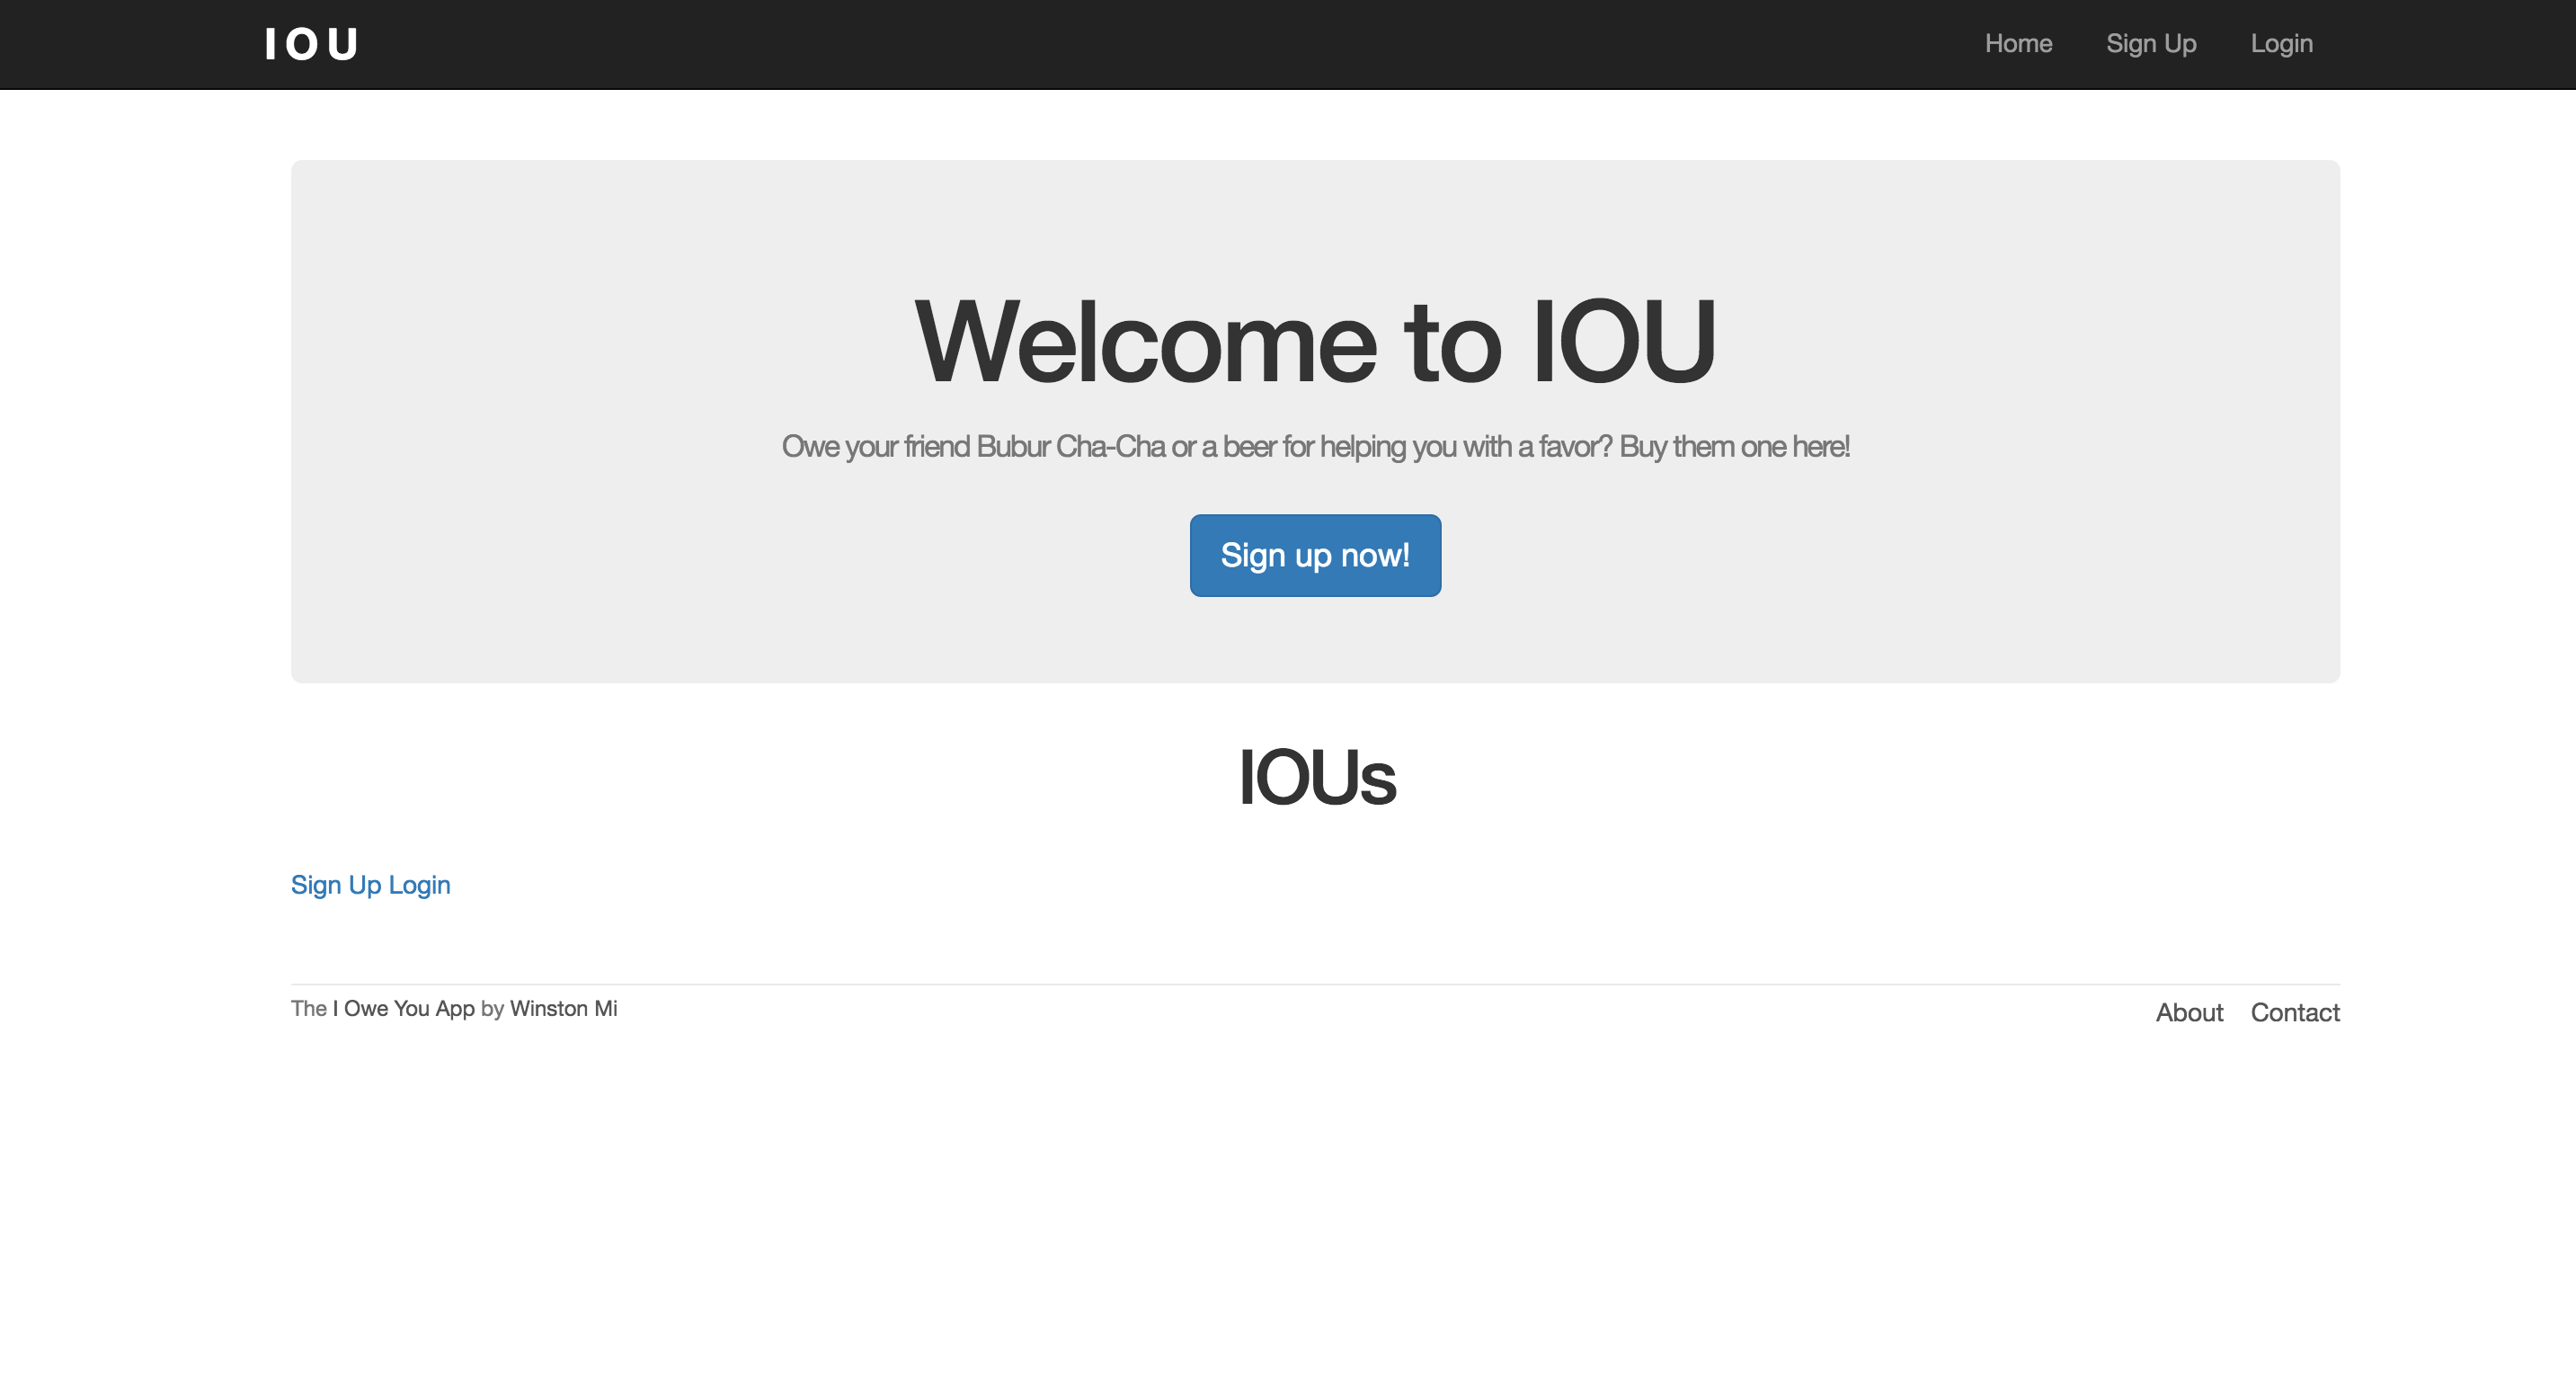 IOU
Home Sign Up Login
Welcome to IOU
Owe your friend Bubur Cha-Cha or a beer for helping you with a favor? Buy them one here!
Sign up now!
IOUs
Sign Up Login
The I Owe You App by Winston Mi
About Contact